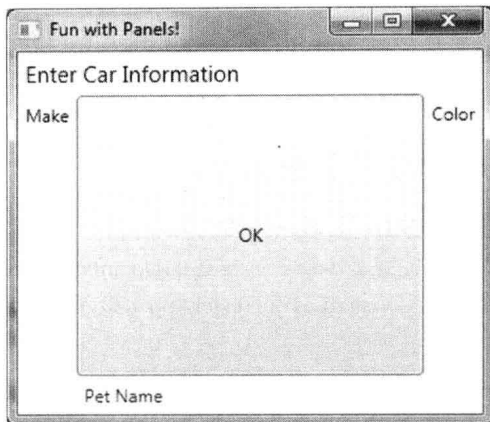 Fun with Panels!
Enter Car Information
Make
Color
OK
Pet Name